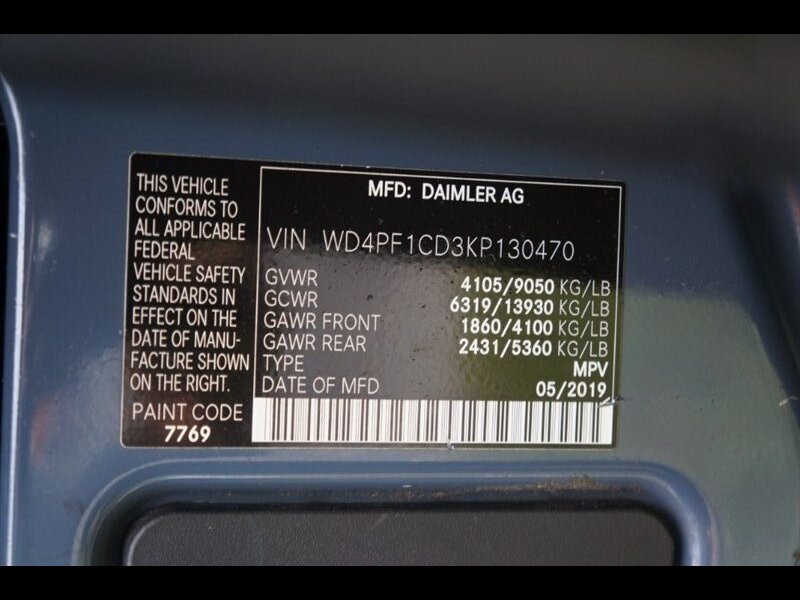 THIS VEHICLE
CONFORMS TO
ALL APPLICABLE
FEDERAL
VEHICLE SAFETY
STANDARDS IN
EFFECT ON THE
DATE OF MANU-
FACTURE SHOWN
ON THE RIGHT.
PAINT CODE
7769
MFD: DAIMLER AG
VIN WD4PF1CD3KP130470
GVWR 4105/9050 KG/LB
GCWR 6319/13930 KG/LB
GAWR FRONT 1860/4100 KG/LB
GAWR REAR 2431/5360 KG/LB
TYPE MPV
DATE OF MFD 05/2019